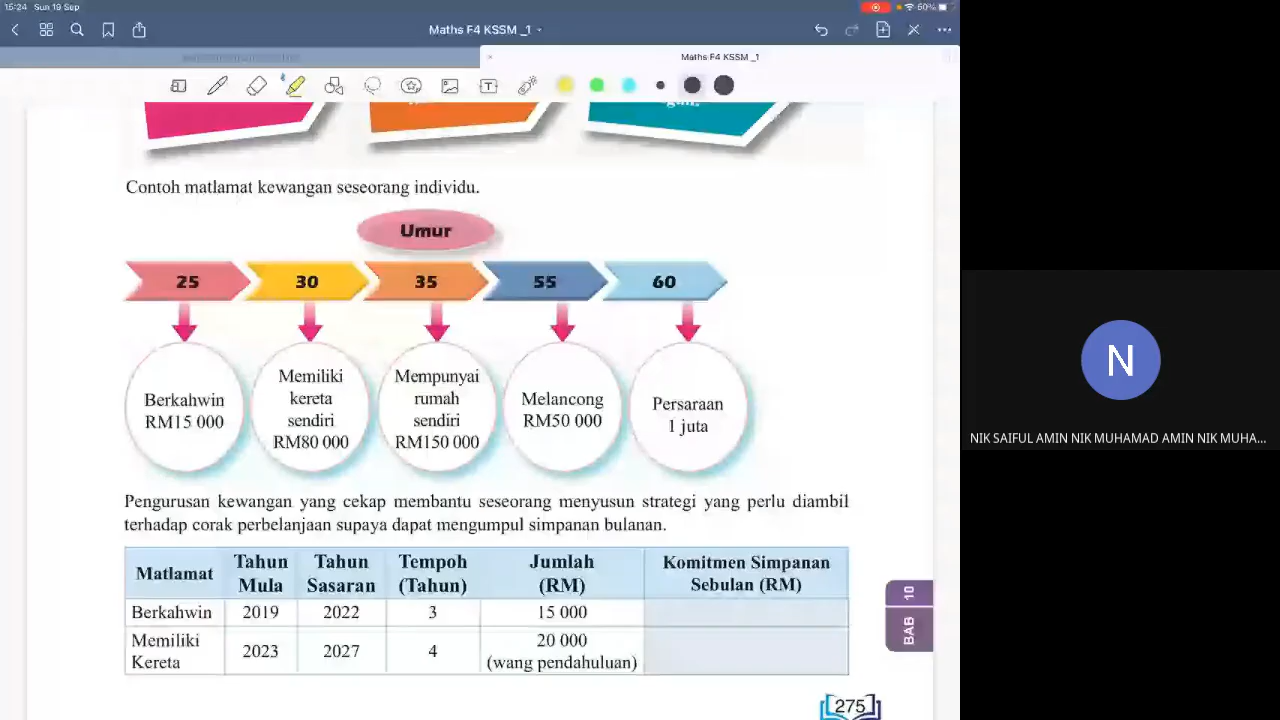 15:24 Sun 19 Sep
50%
Maths F4 KSSM _1
Maths F4 KSSM _1
Contoh matlamat kewangan seseorang individu.
Umur
25 30 35 55 60
Berkahwin
RM15 000
Memiliki
kereta
sendiri
RM80 000
Mempunyai
rumah
sendiri
RM150 000
Melancong
RM50 000
Persaraan
1 juta
Pengurusan kewangan yang cekap membantu seseorang menyusun strategi yang perlu diambil
terhadap corak perbelanjaan supaya dapat mengumpul simpanan bulanan.
Matlamat
Tahun
Mula
Tahun
Sasaran
Tempoh
(Tahun)
Jumlah
(RM)
Komitmen Simpanan
Sebulan (RM)
Berkahwin 2019 2022 3 15 000
Memiliki
Kereta
2023 2027 4
20 000
(wang pendahuluan)
BAB 10
275
N
NIK SAIFUL AMIN NIK MUHAMAD AMIN NIK MUHA...